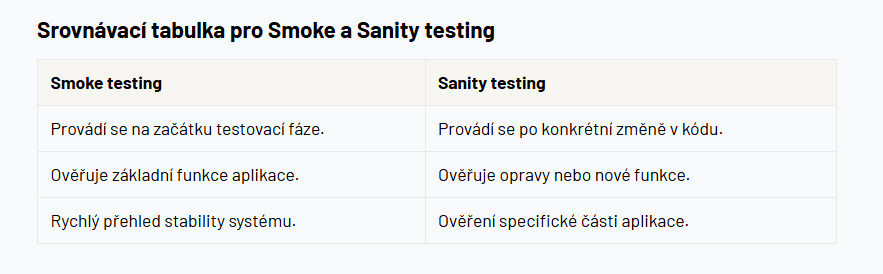 Srovnávací tabulka pro Smoke a Sanity testing
Smoke testing Sanity testing
Provádí se na začátku testovací fáze. Provádí se po konkrétní změně v kódu.
Ověřuje základní funkce aplikace. Ověřuje opravy nebo nové funkce.
Rychlý přehled stability systému. Ověření specifické části aplikace.